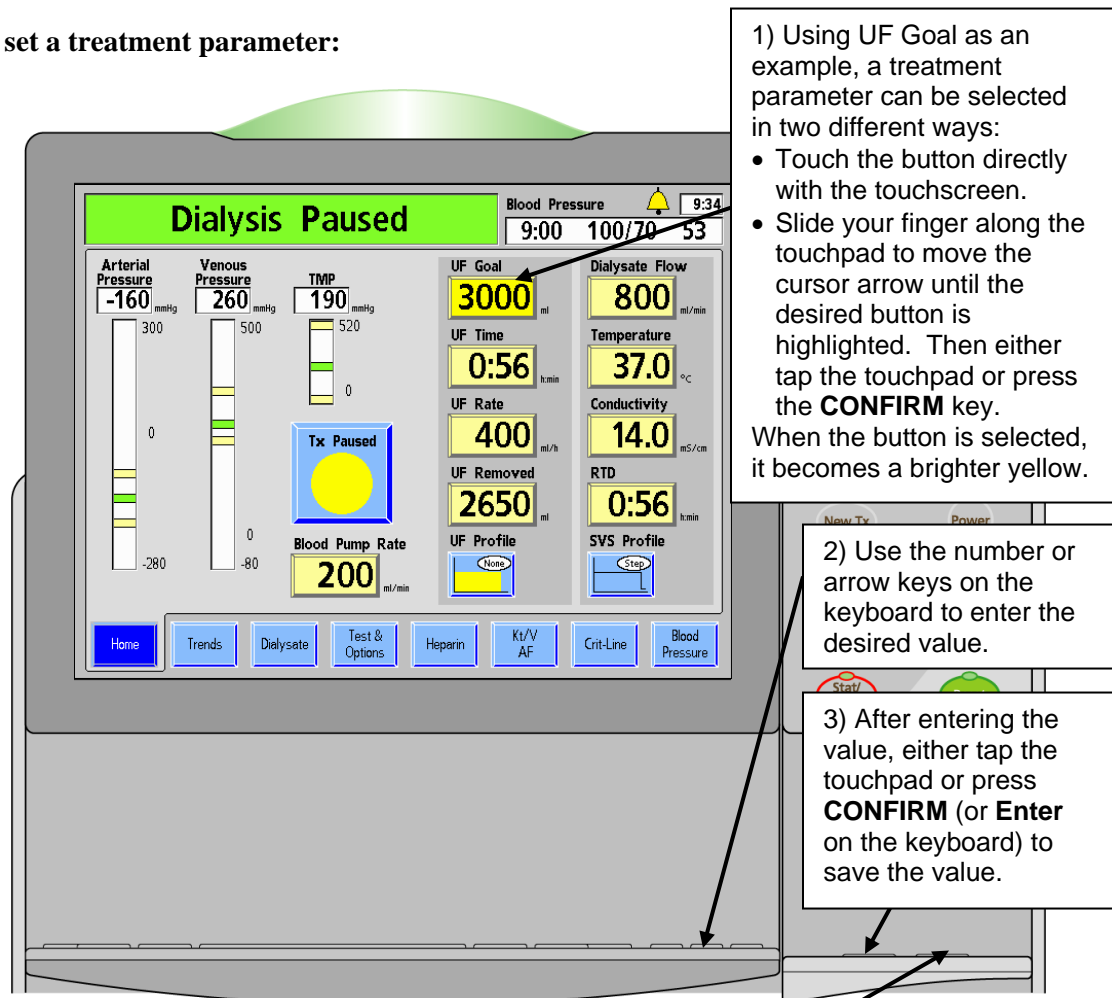 set a treatment parameter:
1) Using UF Goal as an
example, a treatment
parameter can be selected
in two different ways:
• Touch the button directly
with the touchscreen.
• Slide your finger along the
touchpad to move the
cursor arrow until the
desired button is
highlighted. Then either
tap the touchpad or press
the CONFIRM key.
When the button is selected,
it becomes a brighter yellow.
Dialysis Paused
Blood Pressure
9:34
9:00 100/70 53
Arterial
Pressure
-160 mmHg
300
0
-280
Venous
Pressure
260 mmHg
500
0
-80
TMP
190 mmHg
520
0
Tx Paused
Blood Pump Rate
200 ml/min
UF Goal
3000 ml
UF Time
0:56 h:min
UF Rate
400 ml/h
UF Removed
2650 ml
UF Profile
None
Dialysate Flow
800 ml/min
Temperature
37.0 °C
Conductivity
14.0 mS/cm
RTD
0:56 h:min
SVS Profile
Step
Home
Trends
Dialysate
Test &
Options
Heparin
Kt/V
AF
Crit-Line
Blood
Pressure
New Tx
Power
2) Use the number or
arrow keys on the
keyboard to enter the
desired value.
Stat/
3) After entering the
value, either tap the
touchpad or press
CONFIRM (or Enter
on the keyboard) to
save the value.